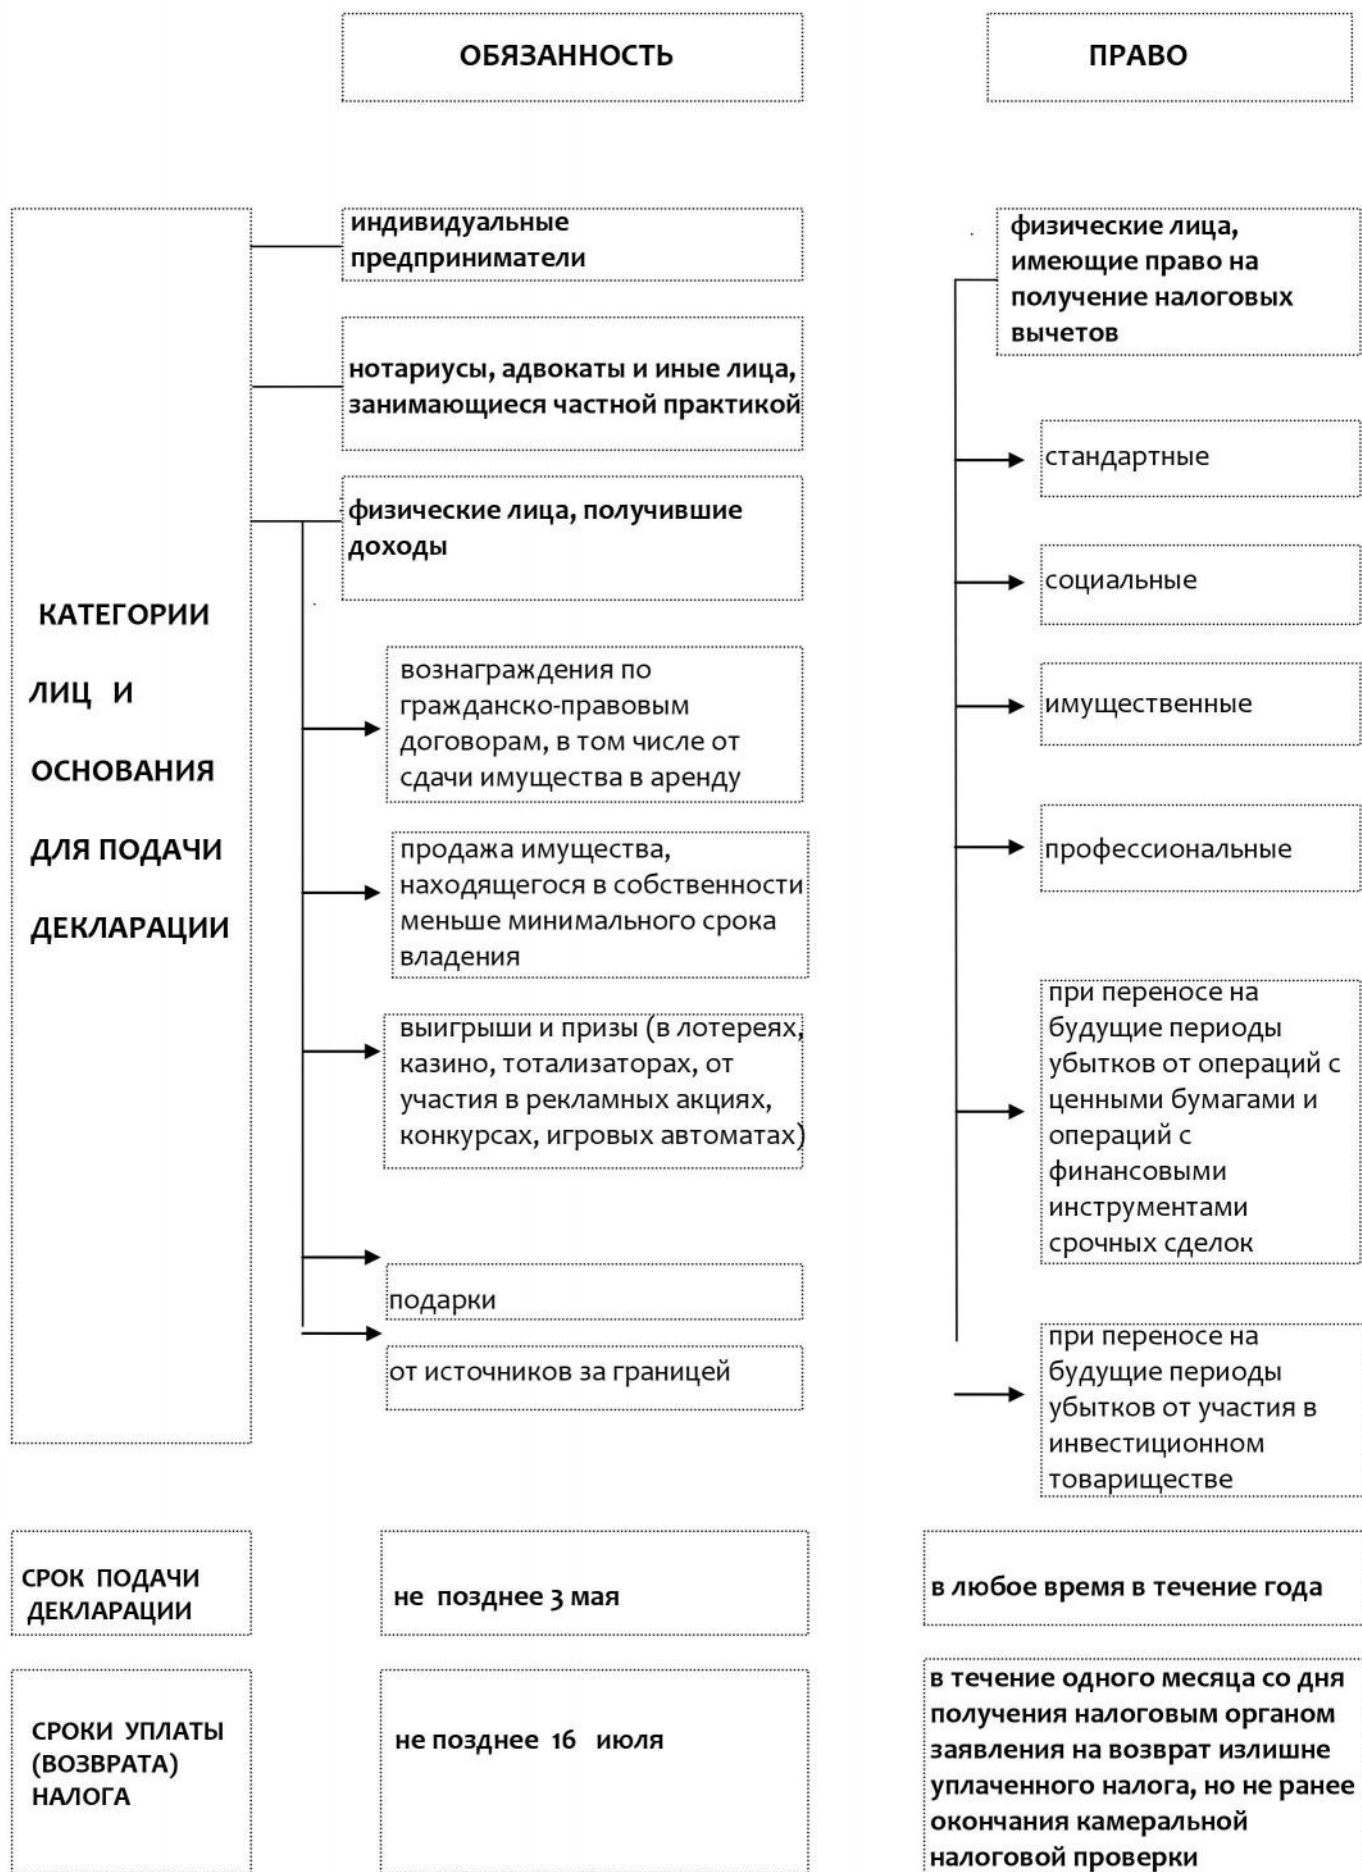 ОБЯЗАННОСТЬ
ПРАВО
КАТЕГОРИИ
ЛИЦ И
ОСНОВАНИЯ
ДЛЯ ПОДАЧИ
ДЕКЛАРАЦИИ
индивидуальные
предприниматели
нотариусы, адвокаты и иные лица,
занимающиеся частной практикой
физические лица, получившие
доходы
вознаграждения по
гражданско-правовым
договорам, в том числе от
сдачи имущества в аренду
продажа имущества,
находящегося в собственности
меньше минимального срока
владения
выигрыши и призы (в лотереях,
казино, тотализаторах, от
участия в рекламных акциях,
конкурсах, игровых автоматах)
подарки
от источников за границей
физические лица,
имеющие право на
получение налоговых
вычетов
стандартные
социальные
имущественные
профессиональные
при переносе на
будущие периоды
убытков от операций с
ценными бумагами и
операций с
финансовыми
инструментами
срочных сделок
при переносе на
будущие периоды
убытков от участия в
инвестиционном
товариществе
СРОК ПОДАЧИ
ДЕКЛАРАЦИИ
не позднее 3 мая
в любое время в течение года
СРОКИ УПЛАТЫ
(ВОЗВРАТА)
НАЛОГА
не позднее 16 июля
в течение одного месяца со дня
получения налоговым органом
заявления на возврат излишне
уплаченного налога, но не ранее
окончания камеральной
налоговой проверки